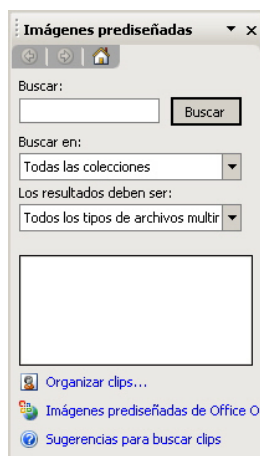 Imágenes prediseñadas
Buscar:
Buscar
Buscar en:
Todas las colecciones
Los resultados deben ser:
Todos los tipos de archivos multir
Organizar clips...
Imágenes prediseñadas de Office O
Sugerencias para buscar clips